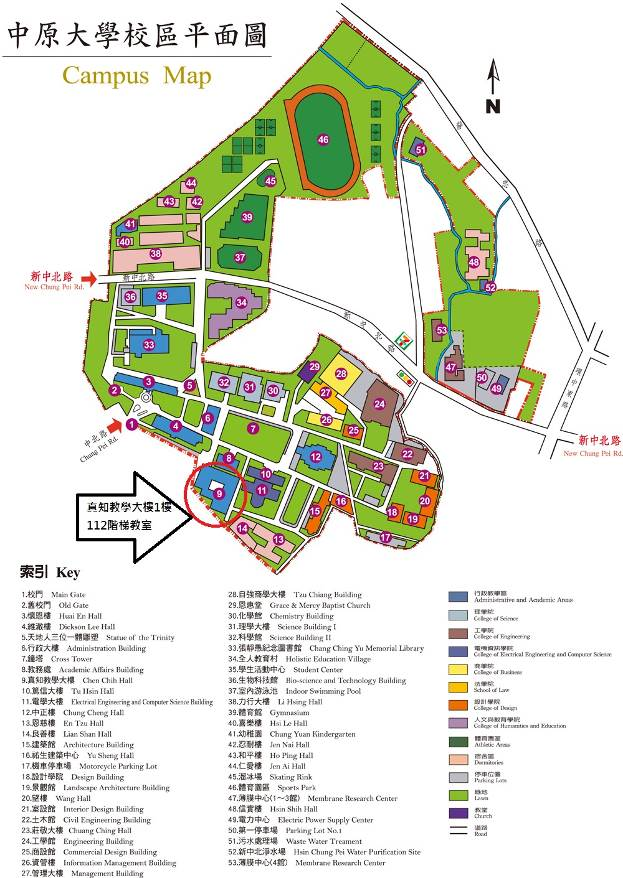 中原大學校區平面圖
Campus Map
N
新中北路
New Chung Pei Rd.
新中北路
新中北路
中北路
Chung Pei Rd.
環中東路
新中北路
New Chung Pei Rd.
真知教學大樓1樓
112階梯教室
索引 Key
1.校門 Main Gate
2.舊校門 Old Gate
3.懷恩樓 Huai En Hall
4.維澈樓 Dickson Lee Hall
5.天地人三位一體雕塑 Statue of the Trinity
6.行政大樓 Administration Building
7.鐘塔 Cross Tower
8.教務處 Academic Affairs Building
9.真知教學大樓 Chen Chih Hall
10.篤信大樓 Tu Hsin Hall
11.電學大樓 Electrical Engineering and Computer Science Building
12.中正樓 Chung Cheng Hall
13.恩慈樓 En Tzu Hall
14.良善樓 Lian Shan Hall
15.建築館 Architecture Building
16.祐生建築中心 Yu Sheng Hall
17.機車停車場 Motorcycle Parking Lot
18.設計學院 Design Building
19.景觀館 Landscape Architecture Building
20.望樓 Wang Hall
21.室設館 Interior Design Building
22.土木館 Civil Engineering Building
23.莊敬大樓 Chuang Ching Hall
24.工學館 Engineering Building
25.商設館 Commercial Design Building
26.資管樓 Information Management Building
27.管理大樓 Management Building
28.自強商學大樓 Tzu Chiang Building
29.恩惠堂 Grace & Mercy Baptist Church
30.化學館 Chemistry Building
31.理學大樓 Science Building I
32.科學館 Science Building II
33.張靜愚紀念圖書館 Chang Ching Yu Memorial Library
34.全人教育村 Holistic Education Village
35.學生活動中心 Student Center
36.生物科技館 Bio-science and Technology Building
37.室內游泳池 Indoor Swimming Pool
38.力行大樓 Li Hsing Hall
39.體育館 Gymnasium
40.喜樂樓 Hsi Le Hall
41.幼稚園 Chung Yuan Kindergarten
42.忍耐樓 Jen Nai Hall
43.和平樓 Ho Ping Hall
44.仁愛樓 Jen Ai Hall
45.溜冰場 Skating Rink
46.體育園區 Sports Park
47.薄膜中心(1~3館) Membrane Research Center
48.信實樓 Hsin Shih Hall
49.電力中心 Electric Power Supply Center
50.第一停車場 Parking Lot No.1
51.污水處理場 Waste Water Treament
52.新中北淨水場 Hsin Chung Pei Water Purification Site
53.薄膜中心(4館) Membrane Research Center
行政教學區
Administrative and Academic Areas
理學院
College of Science
工學院
College of Engineering
電機資訊學院
College of Electrical Engineering and Computer Science
商學院
College of Business
法學院
School of Law
設計學院
College of Design
人文與教育學院
College of Humanities and Education
體育場室
Athletic Areas
宿舍區
Dormitories
停車位置
Parking Lots
綠地
Lawn
教堂
Church
道路
Road